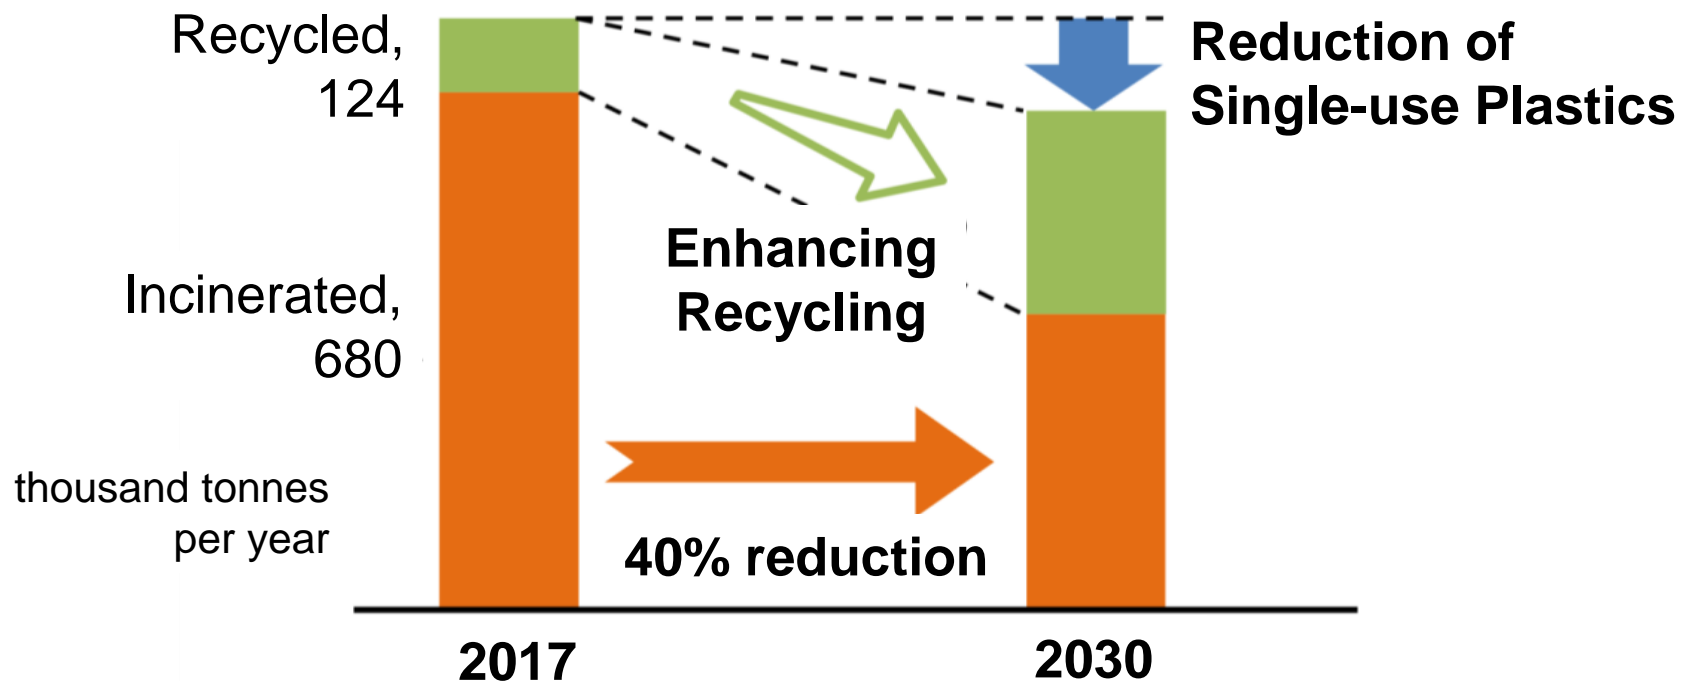 Recycled,
124
Reduction of
Single-use Plastics
Enhancing
Recycling
Incinerated,
680
thousand tonnes
per year
40% reduction
2017
2030